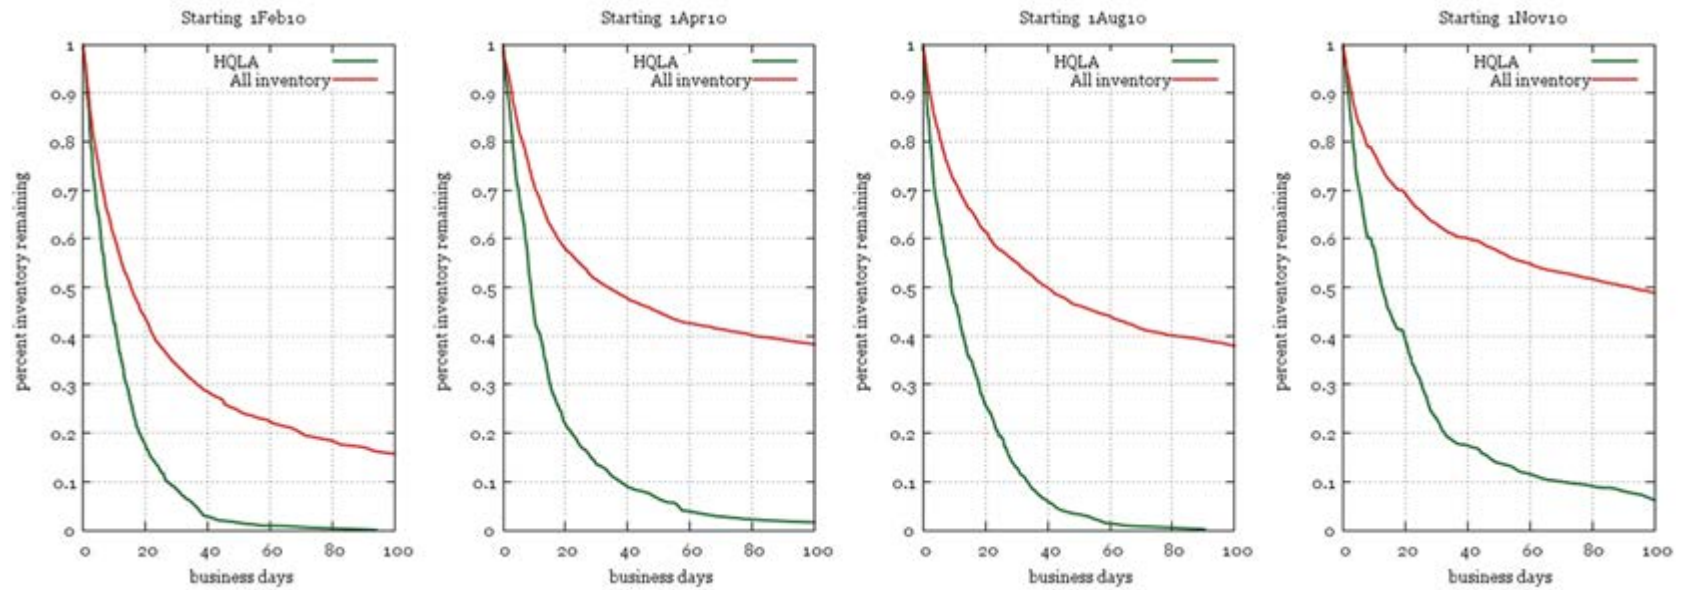 Starting 1Feb10
HQLA
All inventory
1
0.9
0.8
0.7
0.6
0.5
0.4
0.3
0.2
0.1
0
percent inventory remaining
0 20 40 60 80 100
business days
Starting 1Apr10
HQLA
All inventory
1
0.9
0.8
0.7
0.6
0.5
0.4
0.3
0.2
0.1
0
percent inventory remaining
0 20 40 60 80 100
business days
Starting 1Aug10
HQLA
All inventory
1
0.9
0.8
0.7
0.6
0.5
0.4
0.3
0.2
0.1
0
percent inventory remaining
0 20 40 60 80 100
business days
Starting 1Nov10
HQLA
All inventory
1
0.9
0.8
0.7
0.6
0.5
0.4
0.3
0.2
0.1
0
percent inventory remaining
0 20 40 60 80 100
business days